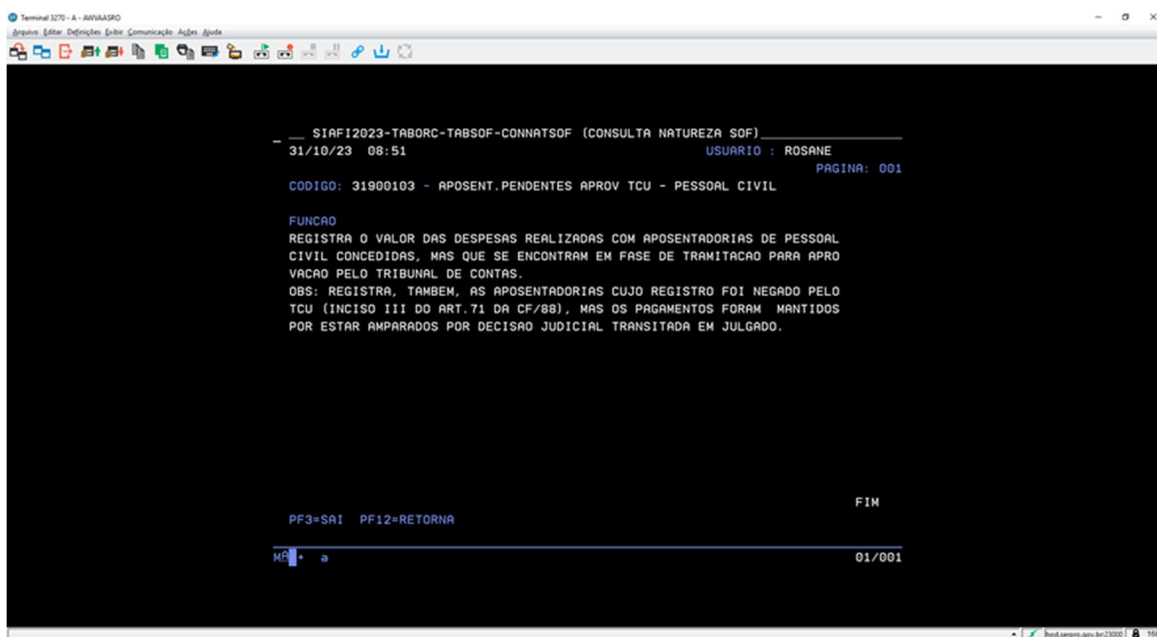 Terminal 3270 - A - AWVAASRO
Arquivo Editar Definições Exibir Comunicação Ações Ajuda
__ SIAFI2023-TABORC-TABSOF-CONNATSOF (CONSULTA NATUREZA SOF)________________
31/10/23 08:51 USUARIO : ROSANE
PAGINA: 001
CODIGO: 31900103 - APOSENT.PENDENTES APROV TCU - PESSOAL CIVIL
FUNCAO
REGISTRA O VALOR DAS DESPESAS REALIZADAS COM APOSENTADORIAS DE PESSOAL
CIVIL CONCEDIDAS, MAS QUE SE ENCONTRAM EM FASE DE TRAMITACAO PARA APRO
VACAO PELO TRIBUNAL DE CONTAS.
OBS: REGISTRA, TAMBEM, AS APOSENTADORIAS CUJO REGISTRO FOI NEGADO PELO
TCU (INCISO III DO ART.71 DA CF/88), MAS OS PAGAMENTOS FORAM MANTIDOS
POR ESTAR AMPARADOS POR DECISAO JUDICIAL TRANSITADA EM JULGADO.
FIM
PF3=SAI PF12=RETORNA
MA + a 01/001
hod.serpro.gov.br:23000 16